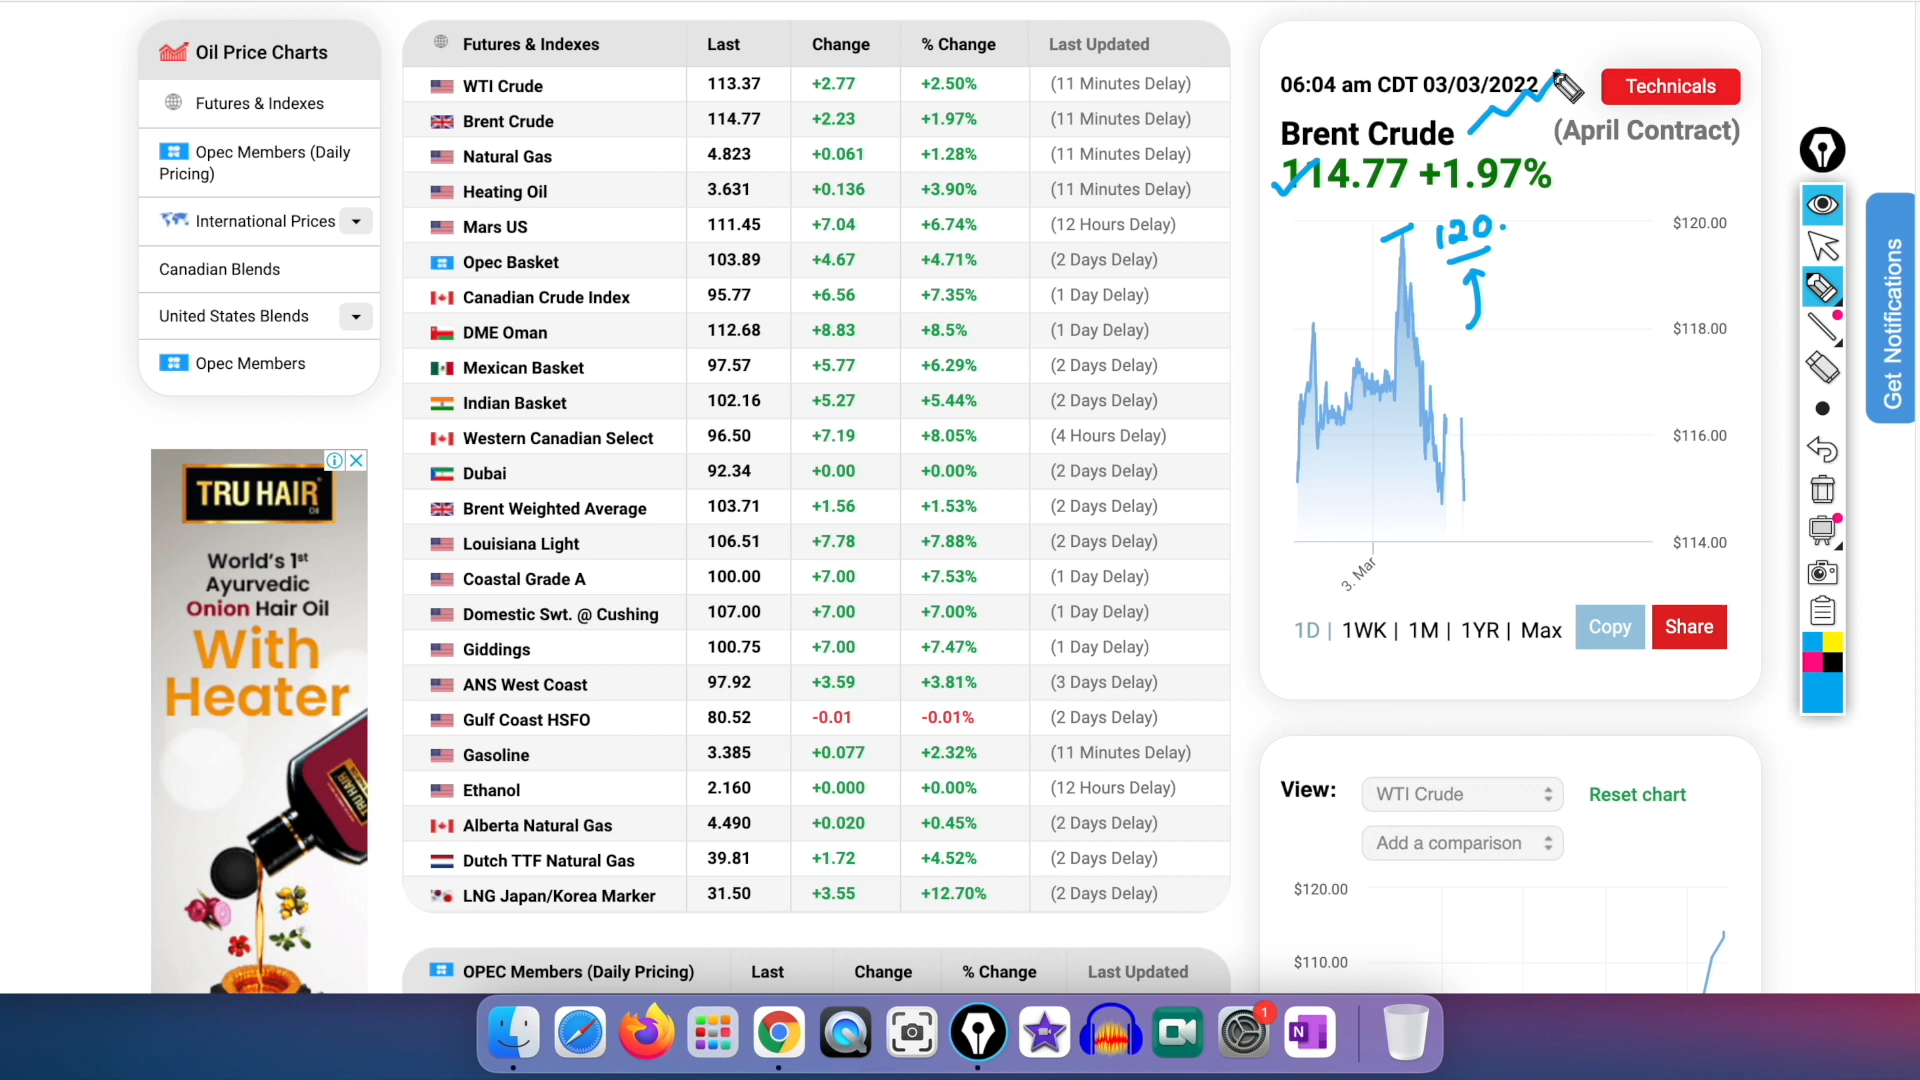 Oil Price Charts
Futures & Indexes
Opec Members (Daily
Pricing)
International Prices
Canadian Blends
United States Blends
Opec Members
TRU HAIR
Oil
World's 1st
Ayurvedic
Onion Hair Oil
With
Heater
TRU HAIR
Futures & Indexes Last Change % Change Last Updated
WTI Crude 113.37 +2.77 +2.50% (11 Minutes Delay)
Brent Crude 114.77 +2.23 +1.97% (11 Minutes Delay)
Natural Gas 4.823 +0.061 +1.28% (11 Minutes Delay)
Heating Oil 3.631 +0.136 +3.90% (11 Minutes Delay)
Mars US 111.45 +7.04 +6.74% (12 Hours Delay)
Opec Basket 103.89 +4.67 +4.71% (2 Days Delay)
Canadian Crude Index 95.77 +6.56 +7.35% (1 Day Delay)
DME Oman 112.68 +8.83 +8.5% (1 Day Delay)
Mexican Basket 97.57 +5.77 +6.29% (2 Days Delay)
Indian Basket 102.16 +5.27 +5.44% (2 Days Delay)
Western Canadian Select 96.50 +7.19 +8.05% (4 Hours Delay)
Dubai 92.34 +0.00 +0.00% (2 Days Delay)
Brent Weighted Average 103.71 +1.56 +1.53% (2 Days Delay)
Louisiana Light 106.51 +7.78 +7.88% (2 Days Delay)
Coastal Grade A 100.00 +7.00 +7.53% (1 Day Delay)
Domestic Swt. @ Cushing 107.00 +7.00 +7.00% (1 Day Delay)
Giddings 100.75 +7.00 +7.47% (1 Day Delay)
ANS West Coast 97.92 +3.59 +3.81% (3 Days Delay)
Gulf Coast HSFO 80.52 -0.01 -0.01% (2 Days Delay)
Gasoline 3.385 +0.077 +2.32% (11 Minutes Delay)
Ethanol 2.160 +0.000 +0.00% (12 Hours Delay)
Alberta Natural Gas 4.490 +0.020 +0.45% (2 Days Delay)
Dutch TTF Natural Gas 39.81 +1.72 +4.52% (2 Days Delay)
LNG Japan/Korea Marker 31.50 +3.55 +12.70% (2 Days Delay)
OPEC Members (Daily Pricing) Last Change % Change Last Updated
06:04 am CDT 03/03/2022 Technicals
Brent Crude (April Contract)
114.77 +1.97%
120.
$120.00
$118.00
$116.00
$114.00
3. Mar
1D | 1WK | 1M | 1YR | Max Copy Share
View: WTI Crude Reset chart
Add a comparison
$120.00
$110.00
Get Notifications
1
N